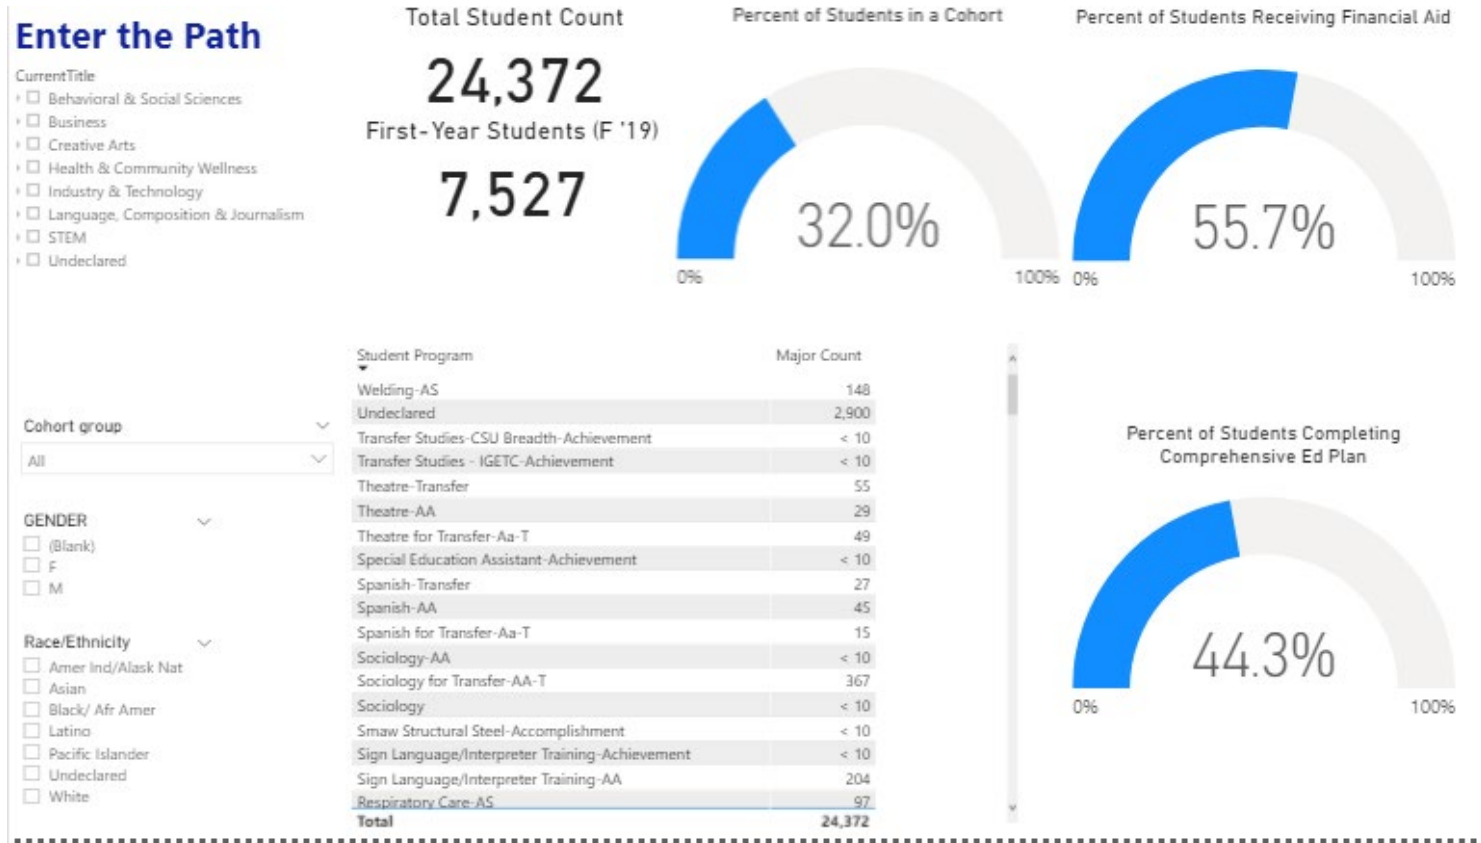 Enter the Path
CurrentTitle
Behavioral & Social Sciences
Business
Creative Arts
Health & Community Wellness
Industry & Technology
Language, Composition & Journalism
STEM
Undeclared
Total Student Count
24,372
First-Year Students (F '19)
7,527
Percent of Students in a Cohort
32.0%
0%
100%
Percent of Students Receiving Financial Aid
55.7%
0%
100%
Cohort group
All
GENDER
(Blank)
F
M
Race/Ethnicity
Amer Ind/Alask Nat
Asian
Black/ Afr Amer
Latino
Pacific Islander
Undeclared
White
Student Program Major Count
Welding-AS 148
Undeclared 2,900
Transfer Studies-CSU Breadth-Achievement < 10
Transfer Studies - IGETC-Achievement < 10
Theatre-Transfer 55
Theatre-AA 29
Theatre for Transfer-Aa-T 49
Special Education Assistant-Achievement < 10
Spanish-Transfer 27
Spanish-AA 45
Spanish for Transfer-Aa-T 15
Sociology-AA < 10
Sociology for Transfer-AA-T 367
Sociology < 10
Smaw Structural Steel-Accomplishment < 10
Sign Language/Interpreter Training-Achievement < 10
Sign Language/Interpreter Training-AA 204
Respiratory Care-AS 97
Total 24,372
Percent of Students Completing
Comprehensive Ed Plan
44.3%
0%
100%